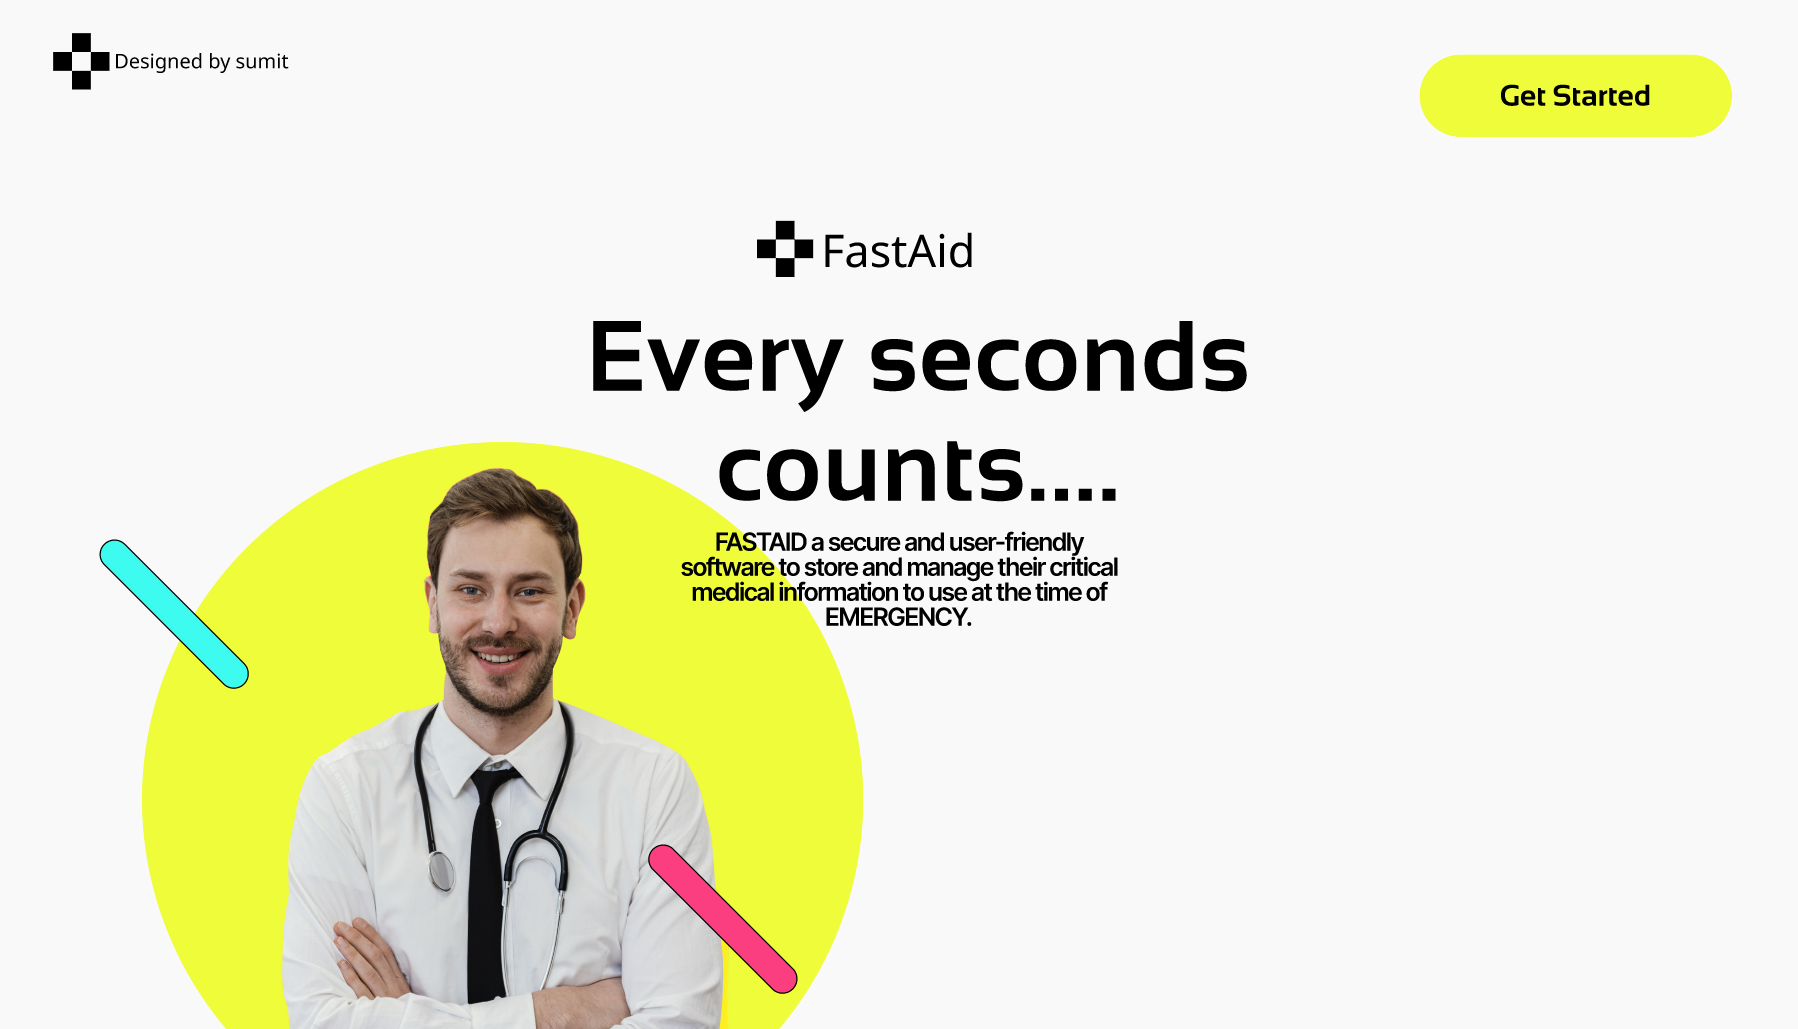 Designed by sumit
Get Started
FastAid
Every seconds
counts....
FASTAID a secure and user-friendly
software to store and manage their critical
medical information to use at the time of
EMERGENCY.